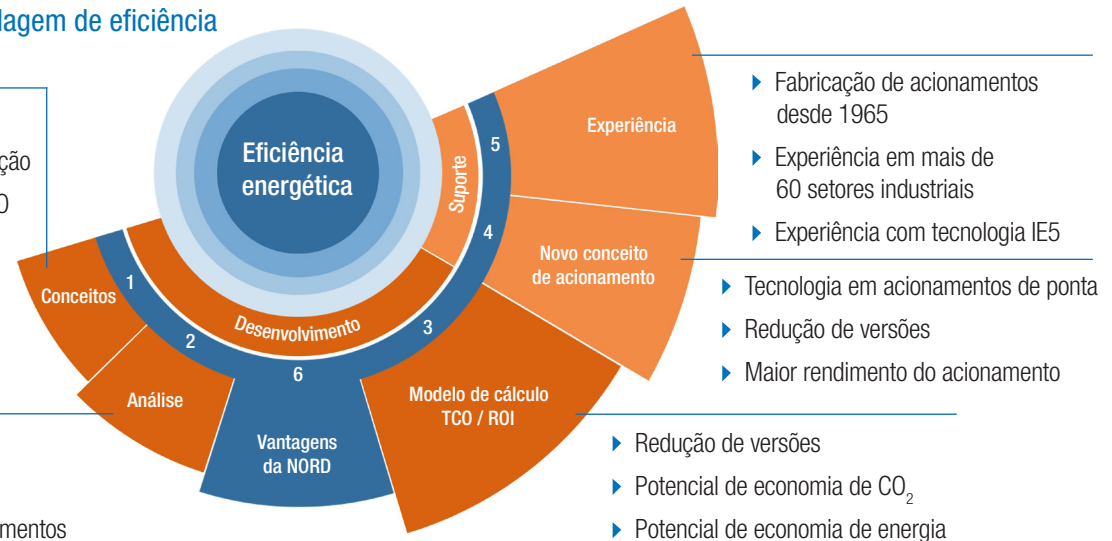 lagem de eficiência
ção
Eficiência
energética
Suporte
Desenvolvimento
1
2
3
4
5
6
Conceitos
Análise
Vantagens
da NORD
Modelo de cálculo
TCO / ROI
Novo conceito
de acionamento
Experiência
Fabricação de acionamentos
desde 1965
Experiência em mais de
60 setores industriais
Experiência com tecnologia IE5
Tecnologia em acionamentos de ponta
Redução de versões
Maior rendimento do acionamento
Redução de versões
Potencial de economia de CO₂
Potencial de economia de energia
mentos